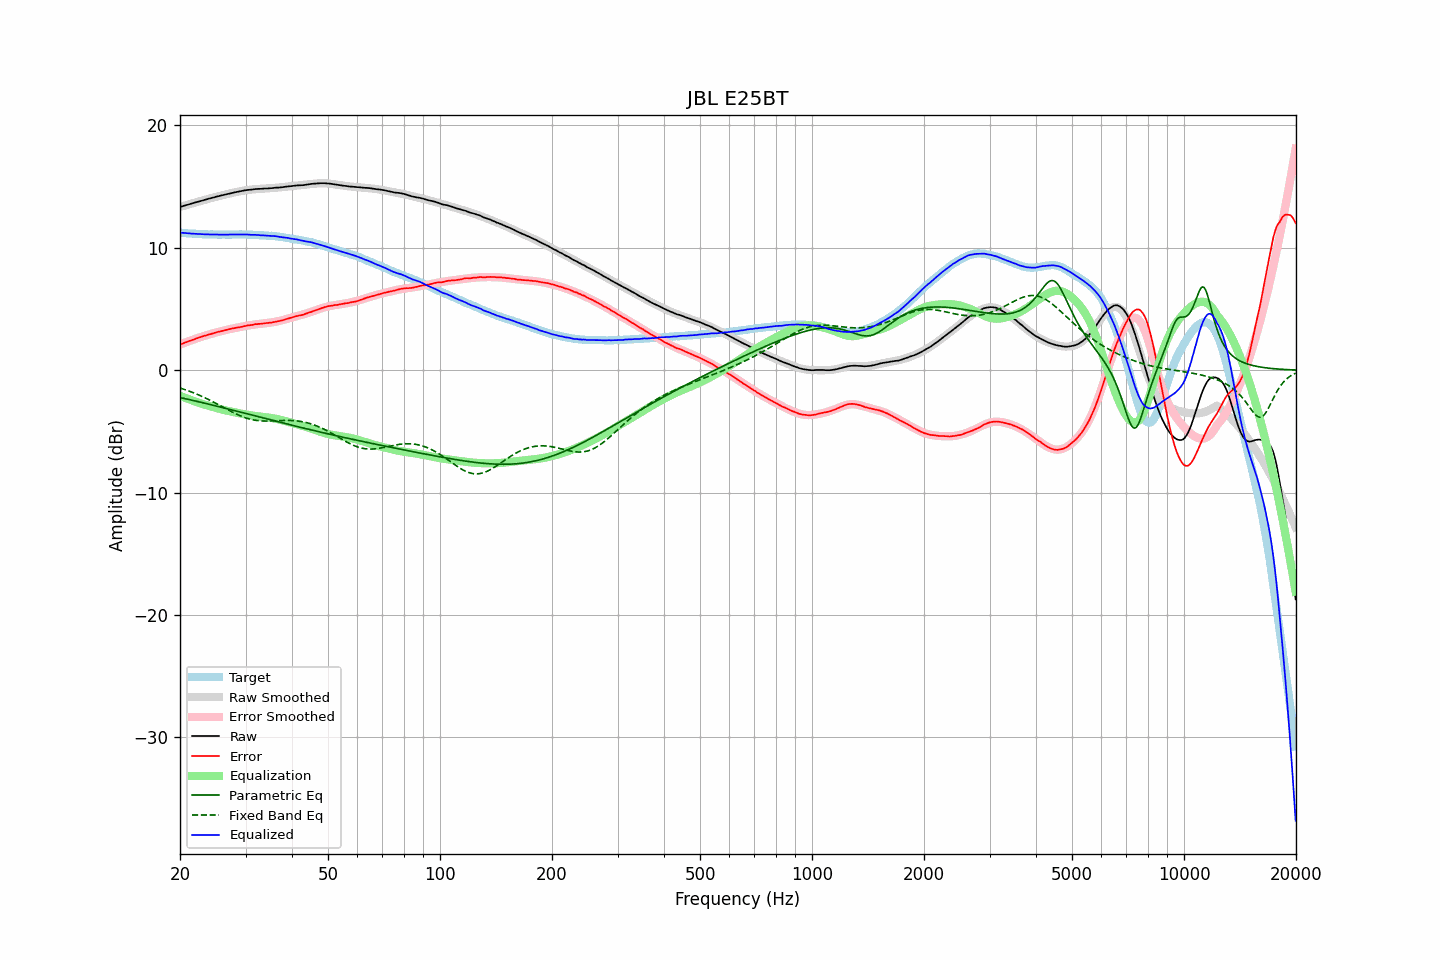 JBL E25BT
Amplitude (dBr)
20
10
0
−10
−20
−30
Target
Raw Smoothed
Error Smoothed
Raw
Error
Equalization
Parametric Eq
Fixed Band Eq
Equalized
20 50 100 200 500 1000 2000 5000 10000 20000
Frequency (Hz)